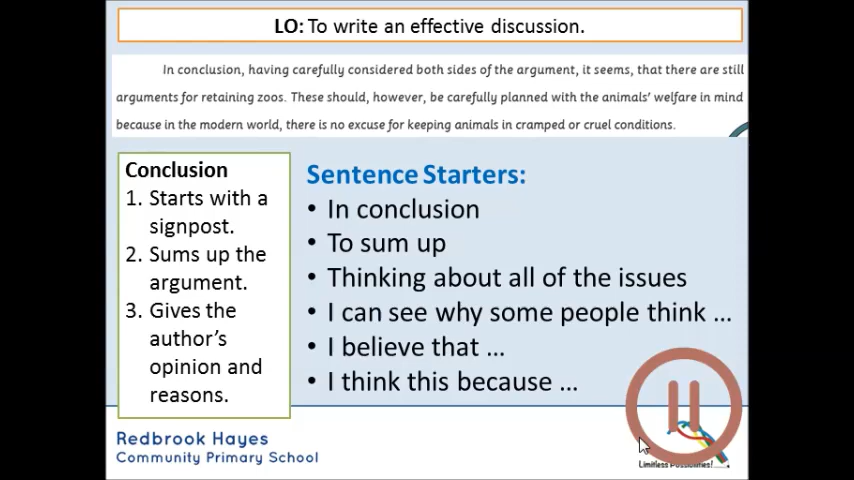 LO: To write an effective discussion.
In conclusion, having carefully considered both sides of the argument, it seems, that there are still
arguments for retaining zoos. These should, however, be carefully planned with the animals' welfare in mind
because in the modern world, there is no excuse for keeping animals in cramped or cruel conditions.
Conclusion
1. Starts with a
signpost.
2. Sums up the
argument.
3. Gives the
author's
opinion and
reasons.
Sentence Starters:
• In conclusion
• To sum up
• Thinking about all of the issues
• I can see why some people think ...
• I believe that ...
• I think this because ...
Redbrook Hayes
Community Primary School
Limitless Possibilities!